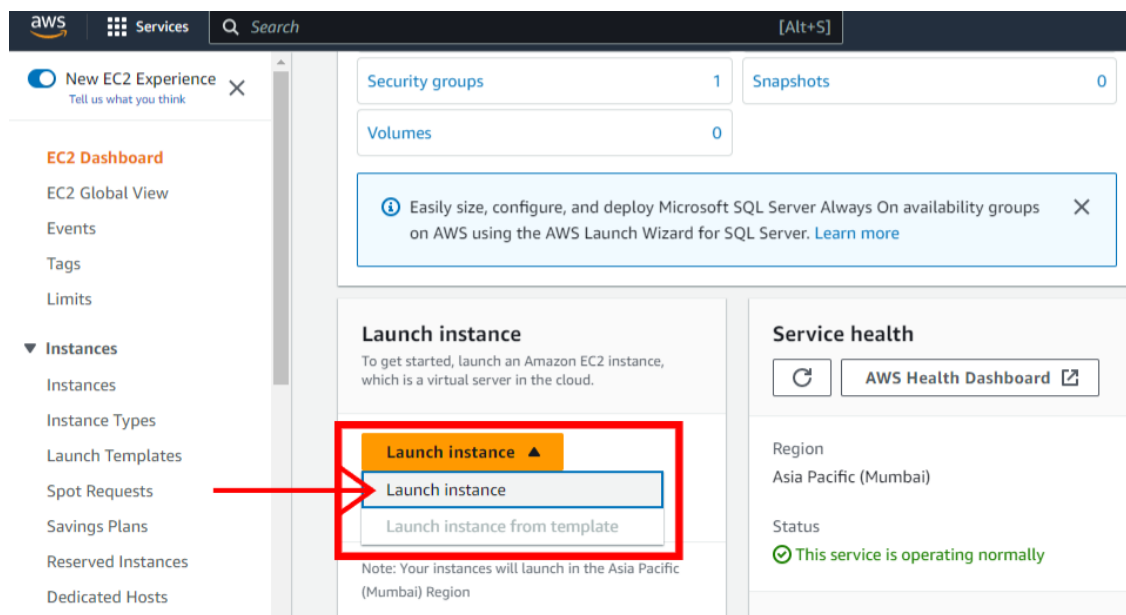 aws
Services
Search
[Alt+S]
New EC2 Experience
Tell us what you think
EC2 Dashboard
EC2 Global View
Events
Tags
Limits
Instances
Instances
Instance Types
Launch Templates
Spot Requests
Savings Plans
Reserved Instances
Dedicated Hosts
Security groups 1
Snapshots 0
Volumes 0
Easily size, configure, and deploy Microsoft SQL Server Always On availability groups
on AWS using the AWS Launch Wizard for SQL Server. Learn more
Launch instance
To get started, launch an Amazon EC2 instance,
which is a virtual server in the cloud.
Launch instance
Launch instance
Launch instance from template
Note: Your instances will launch in the Asia Pacific
(Mumbai) Region
Service health
AWS Health Dashboard
Region
Asia Pacific (Mumbai)
Status
This service is operating normally